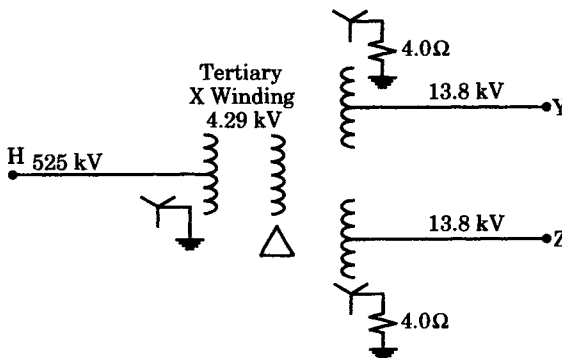 4.0Ω
Tertiary
X Winding
4.29 kV
13.8 kV
Y
H
525 kV
13.8 kV
Z
4.0Ω